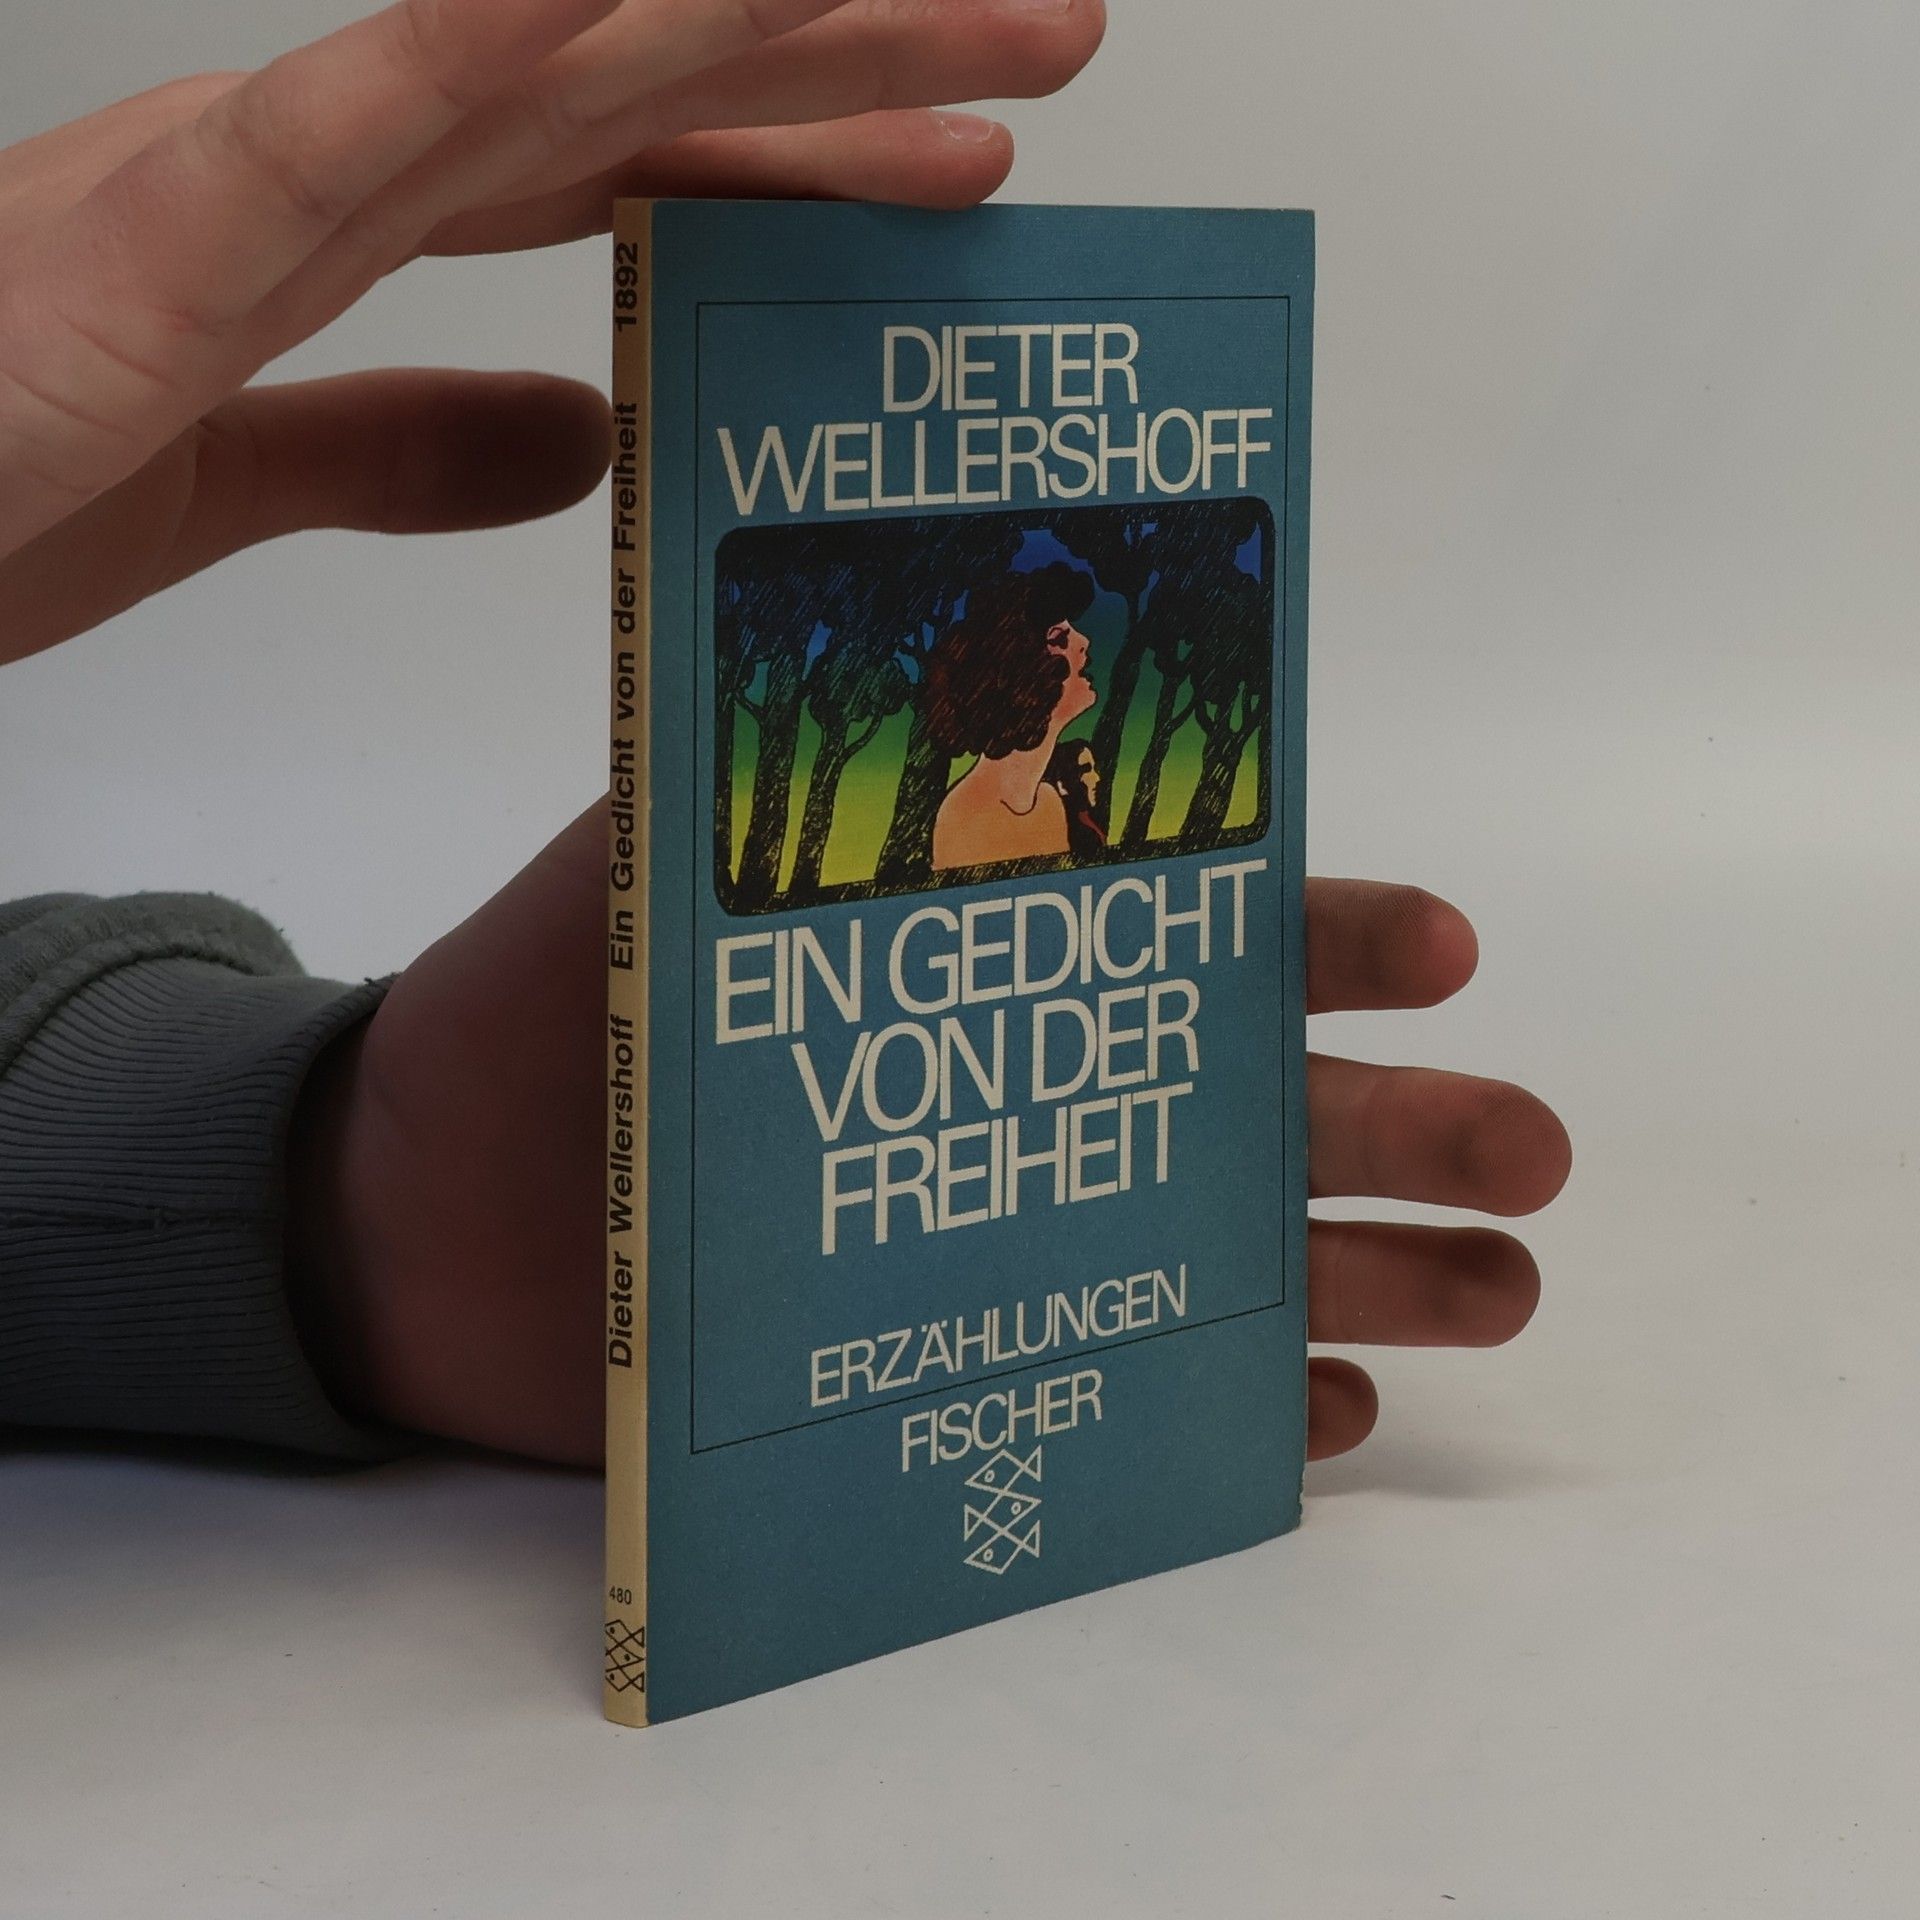 DIETER
WELLERSHOFF
EIN GEDICHT
VON DER
FREIHEIT
ERZÄHLUNGEN
FISCHER
Dieter Wellershoff Ein Gedicht von der Freiheit 1892
480